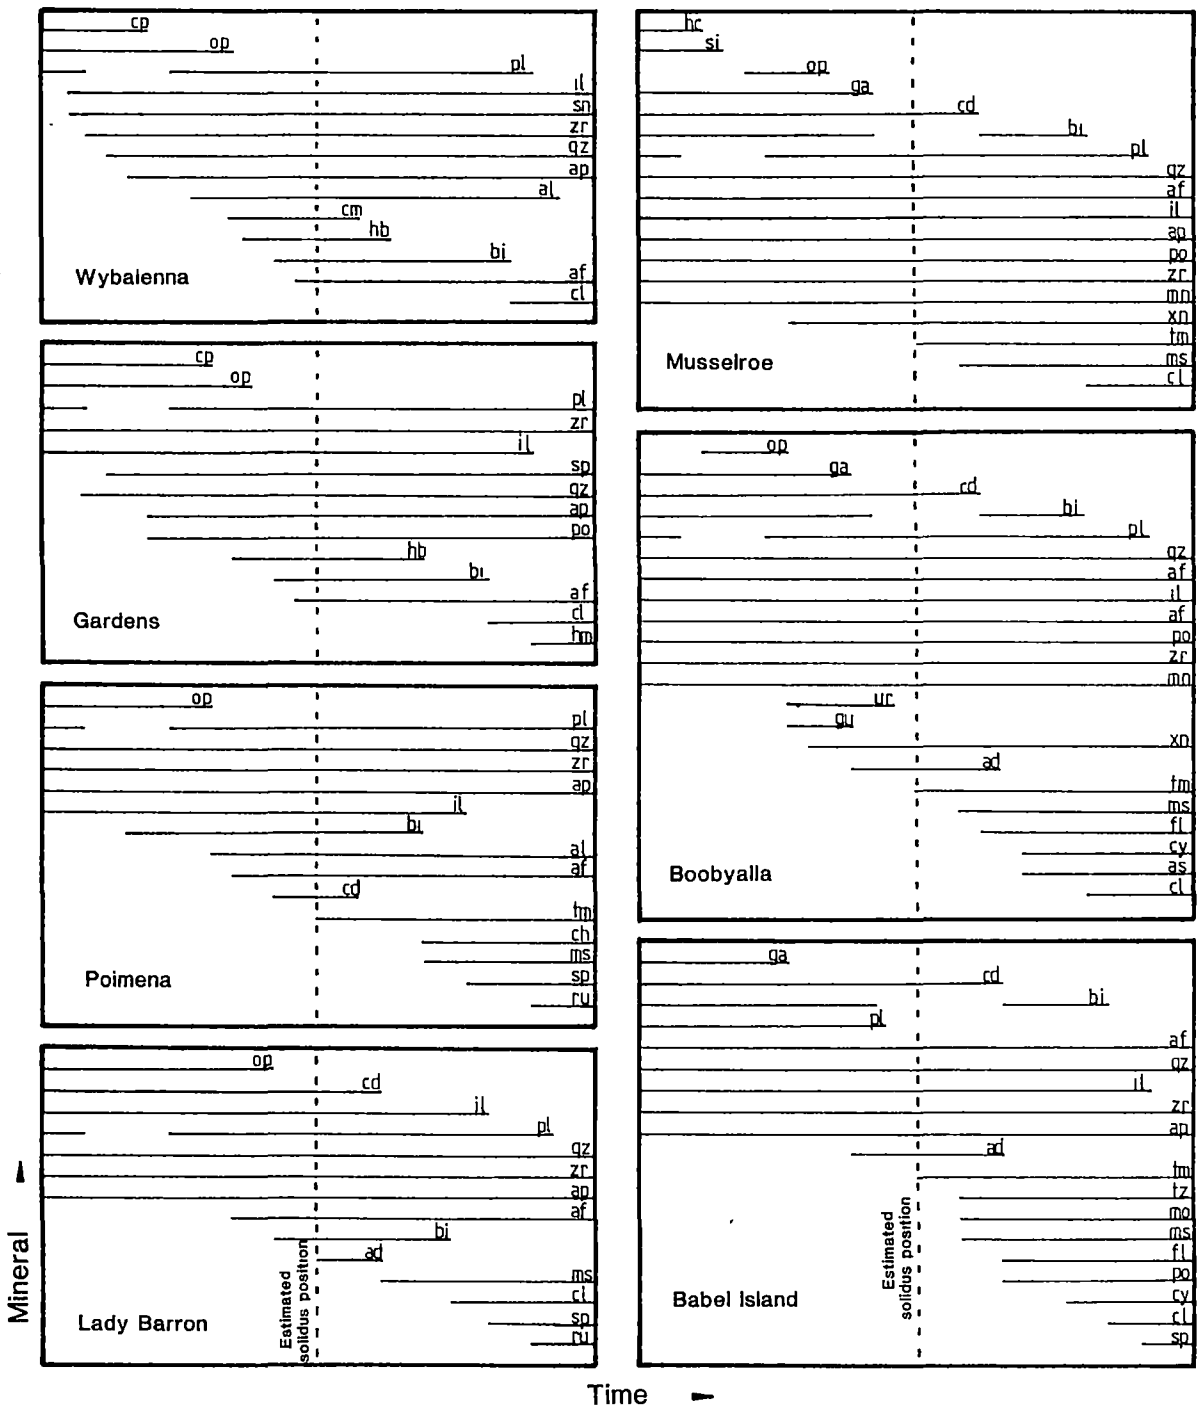 cp
op
pl
il
sn
zr
qz
ap
al
cm
hb
bi
af
cl
Wybalenna
cp
op
pl
zr
il
sp
qz
ap
po
hb
bi
af
cl
hm
Gardens
op
pl
qz
zr
ap
il
bi
al
af
cd
tm
ch
ms
sp
ru
Poimena
op
cd
il
pl
qz
zr
ap
af
bi
ad
ms
cl
sp
ru
Lady Barron
Estimated
solidus position
hc
si
op
ga
cd
bi
pl
qz
af
il
ap
po
zr
mn
xn
tm
ms
cl
Musselroe
op
ga
cd
bi
pl
qz
af
il
af
po
zr
mn
ur
gu
xn
ad
tm
ms
fl
cy
as
cl
Boobyalla
ga
cd
bi
pl
af
qz
il
zr
ap
ad
tm
tz
mo
ms
fl
po
cy
cl
sp
Babel Island
Estimated
solidus position
Mineral
Time